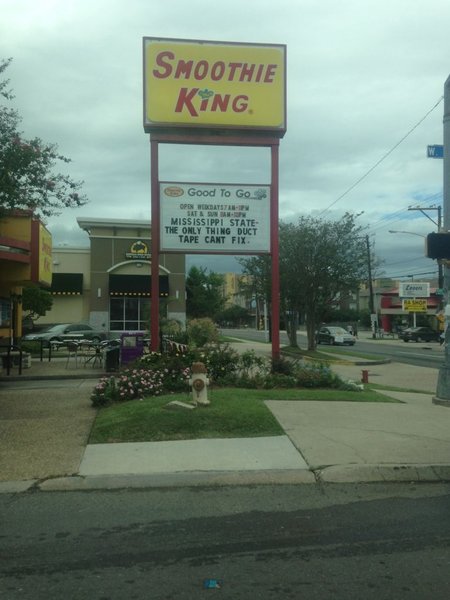 SMOOTHIE
KING
Good To Go
OPEN WEEKDAYS 7AM-11PM
SAT & SUN 8AM-10PM
MISSISSIPPI STATE-
THE ONLY THING DUCT
TAPE CANT FIX.
W